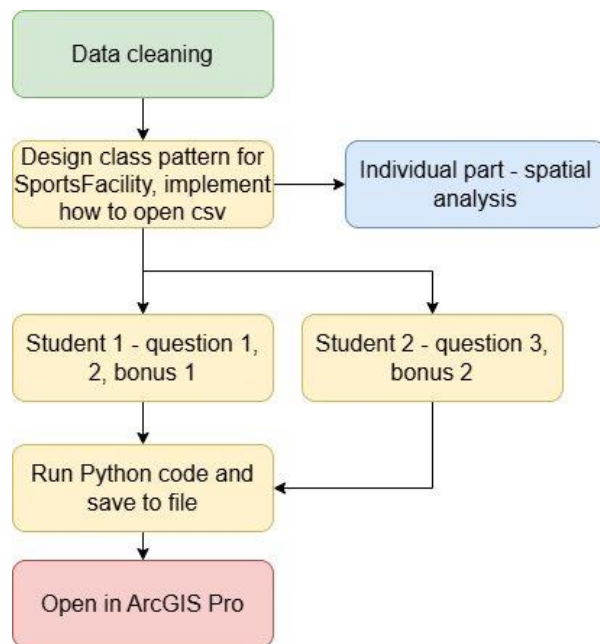 Data cleaning
Design class pattern for
SportsFacility, implement
how to open csv
Individual part - spatial
analysis
Student 1 - question 1,
2, bonus 1
Student 2 - question 3,
bonus 2
Run Python code and
save to file
Open in ArcGIS Pro